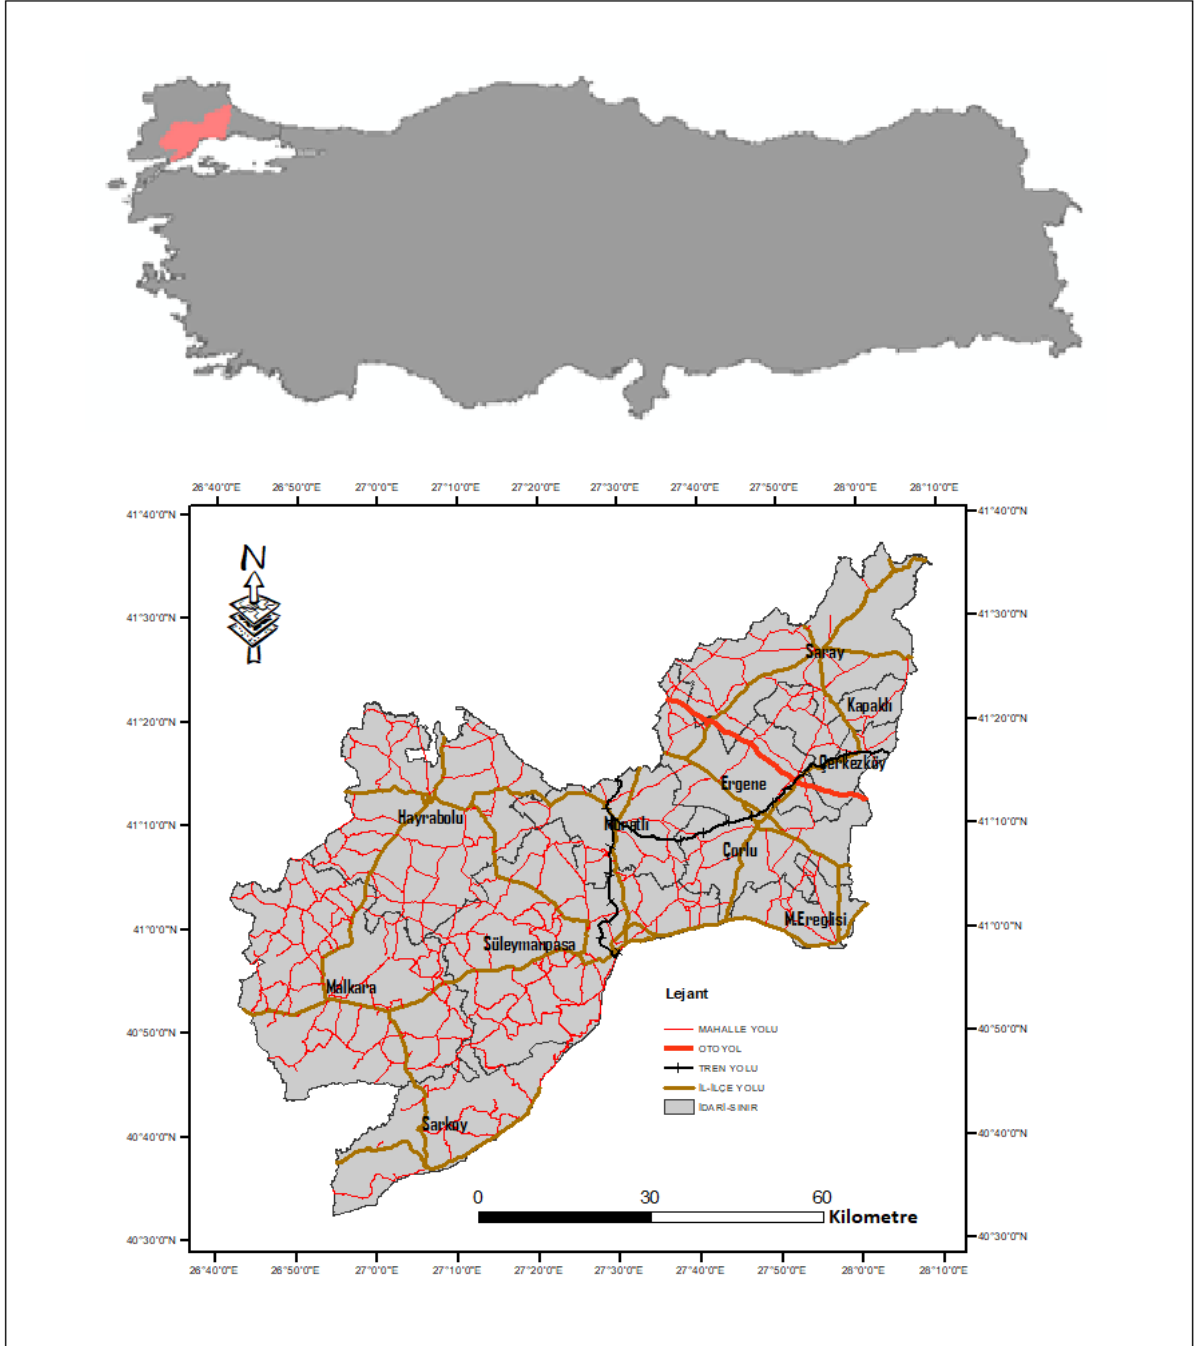 26°40'0"E 26°50'0"E 27°0'0"E 27°10'0"E 27°20'0"E 27°30'0"E 27°40'0"E 27°50'0"E 28°0'0"E 28°10'0"E
41°40'0"N 41°40'0"N
N
41°30'0"N 41°30'0"N
Saray
Kapaklı
41°20'0"N 41°20'0"N
Çerkezköy
Ergene
Hayrabolu
Muratlı
41°10'0"N 41°10'0"N
Çorlu
M.Ereglisi
41°0'0"N 41°0'0"N
Süleymanpaşa
Malkara
Lejant
40°50'0"N 40°50'0"N
MAHALLE YOLU
OTOYOL
TREN YOLU
İL-İLÇE YOLU
İDARİ-SINIR
Sarkoy
40°40'0"N 40°40'0"N
0 30 60
Kilometre
40°30'0"N 40°30'0"N
26°40'0"E 26°50'0"E 27°0'0"E 27°10'0"E 27°20'0"E 27°30'0"E 27°40'0"E 27°50'0"E 28°0'0"E 28°10'0"E